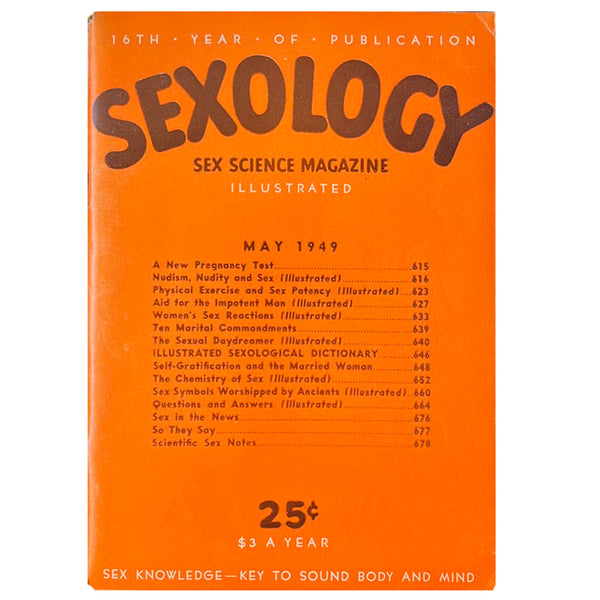 16TH · YEAR · OF · PUBLICATION
SEXOLOGY
SEX SCIENCE MAGAZINE
ILLUSTRATED
MAY 1949
A New Pregnancy Test....................................615
Nudism, Nudity and Sex (Illustrated)..................616
Physical Exercise and Sex Potency (Illustrated)....623
Aid for the Impotent Man (Illustrated)................627
Women's Sex Reactions (Illustrated)...................633
Ten Marital Commandments..............................639
The Sexual Daydreamer (Illustrated)....................640
ILLUSTRATED SEXOLOGICAL DICTIONARY........646
Self-Gratification and the Married Woman..........648
The Chemistry of Sex (Illustrated)......................652
Sex Symbols Worshipped by Ancients (Illustrated)..660
Questions and Answers (Illustrated)...................664
Sex in the News............................................676
So They Say..................................................677
Scientific Sex Notes........................................678
25¢
$3 A YEAR
SEX KNOWLEDGE—KEY TO SOUND BODY AND MIND